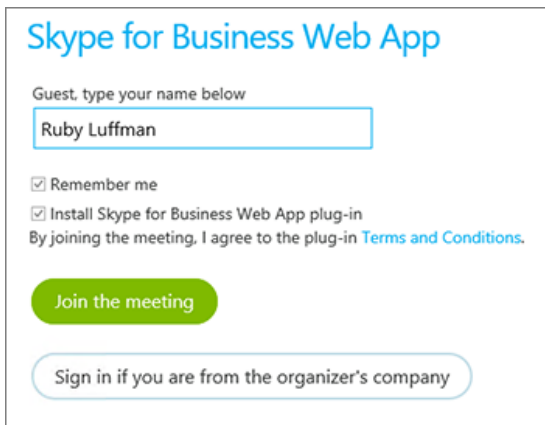 Skype for Business Web App
Guest, type your name below
Ruby Luffman
Remember me
Install Skype for Business Web App plug-in
By joining the meeting, I agree to the plug-in Terms and Conditions.
Join the meeting
Sign in if you are from the organizer's company